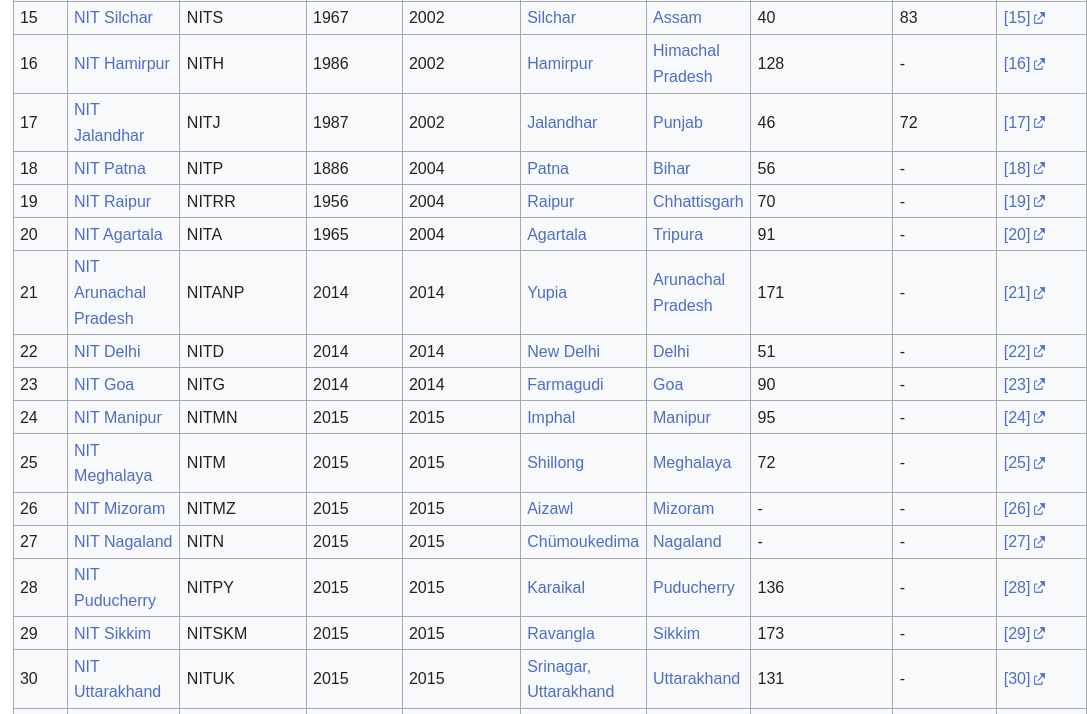 15 NIT Silchar NITS 1967 2002 Silchar Assam 40 83 [15]
16 NIT Hamirpur NITH 1986 2002 Hamirpur Himachal Pradesh 128 - [16]
17 NIT Jalandhar NITJ 1987 2002 Jalandhar Punjab 46 72 [17]
18 NIT Patna NITP 1886 2004 Patna Bihar 56 - [18]
19 NIT Raipur NITRR 1956 2004 Raipur Chhattisgarh 70 - [19]
20 NIT Agartala NITA 1965 2004 Agartala Tripura 91 - [20]
21 NIT Arunachal Pradesh NITANP 2014 2014 Yupia Arunachal Pradesh 171 - [21]
22 NIT Delhi NITD 2014 2014 New Delhi Delhi 51 - [22]
23 NIT Goa NITG 2014 2014 Farmagudi Goa 90 - [23]
24 NIT Manipur NITMN 2015 2015 Imphal Manipur 95 - [24]
25 NIT Meghalaya NITM 2015 2015 Shillong Meghalaya 72 - [25]
26 NIT Mizoram NITMZ 2015 2015 Aizawl Mizoram - - [26]
27 NIT Nagaland NITN 2015 2015 Chümoukedima Nagaland - - [27]
28 NIT Puducherry NITPY 2015 2015 Karaikal Puducherry 136 - [28]
29 NIT Sikkim NITSKM 2015 2015 Ravangla Sikkim 173 - [29]
30 NIT Uttarakhand NITUK 2015 2015 Srinagar, Uttarakhand Uttarakhand 131 - [30]